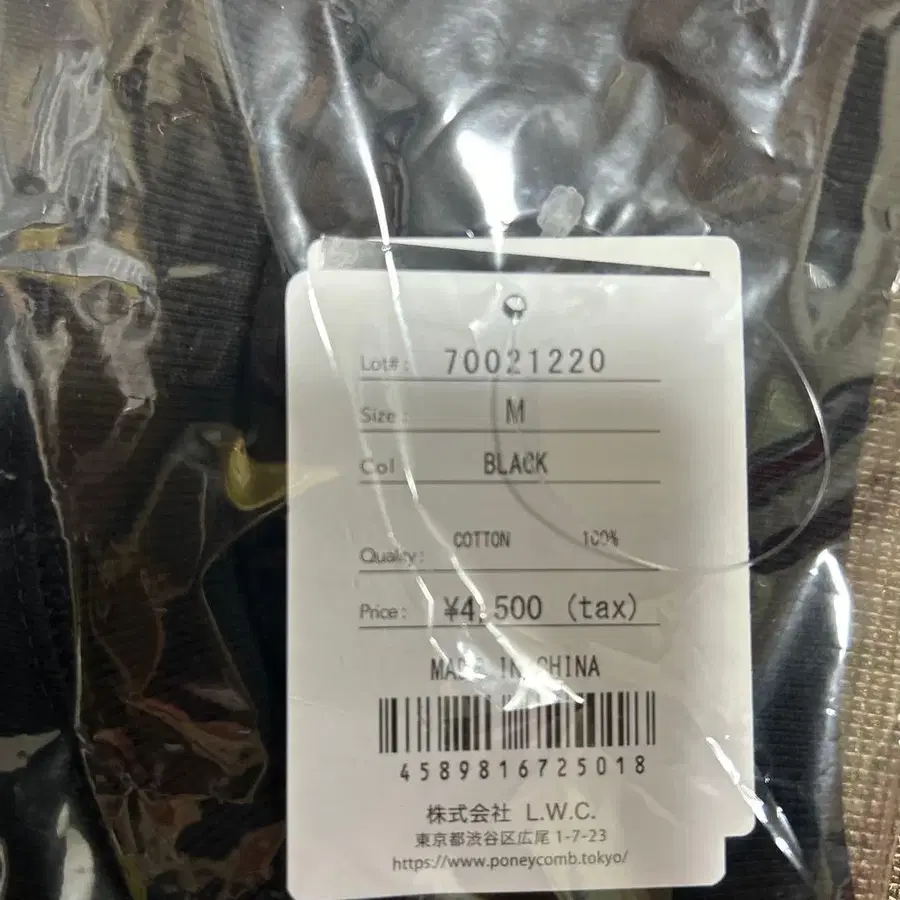 Lot#: 70021220
Size: M
Col BLACK
COTTON 100%
Quality:
Price: ¥4,500 (tax)
MADE IN CHINA
4589816725018
株式会社 L.W.C.
東京都渋谷区広尾 1-7-23
https://www.poneycomb.tokyo/